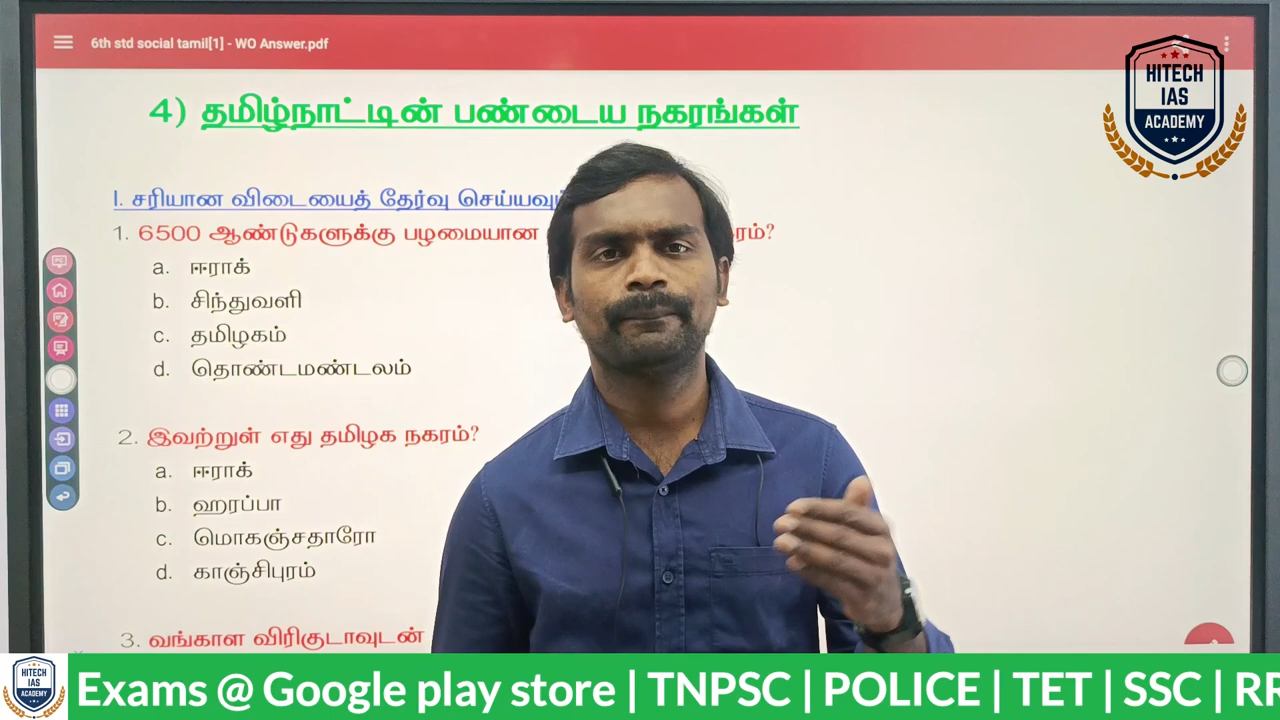 6th std social tamil[1] - WO Answer.pdf
HITECH
IAS
ACADEMY
4) தமிழ்நாட்டின் பண்டைய நகரங்கள்
I. சரியான விடையைத் தேர்வு செய்யவும்
1. 6500 ஆண்டுகளுக்கு பழமையான
a. ஈராக்
b. சிந்துவளி
c. தமிழகம்
d. தொண்டமண்டலம்
2. இவற்றுள் எது தமிழக நகரம்?
a. ஈராக்
b. ஹரப்பா
c. மொகஞ்சதாரோ
d. காஞ்சிபுரம்
3. வங்காள விரிகுடாவுடன்
HITECH
IAS
ACADEMY
Exams @ Google play store | TNPSC | POLICE | TET | SSC |